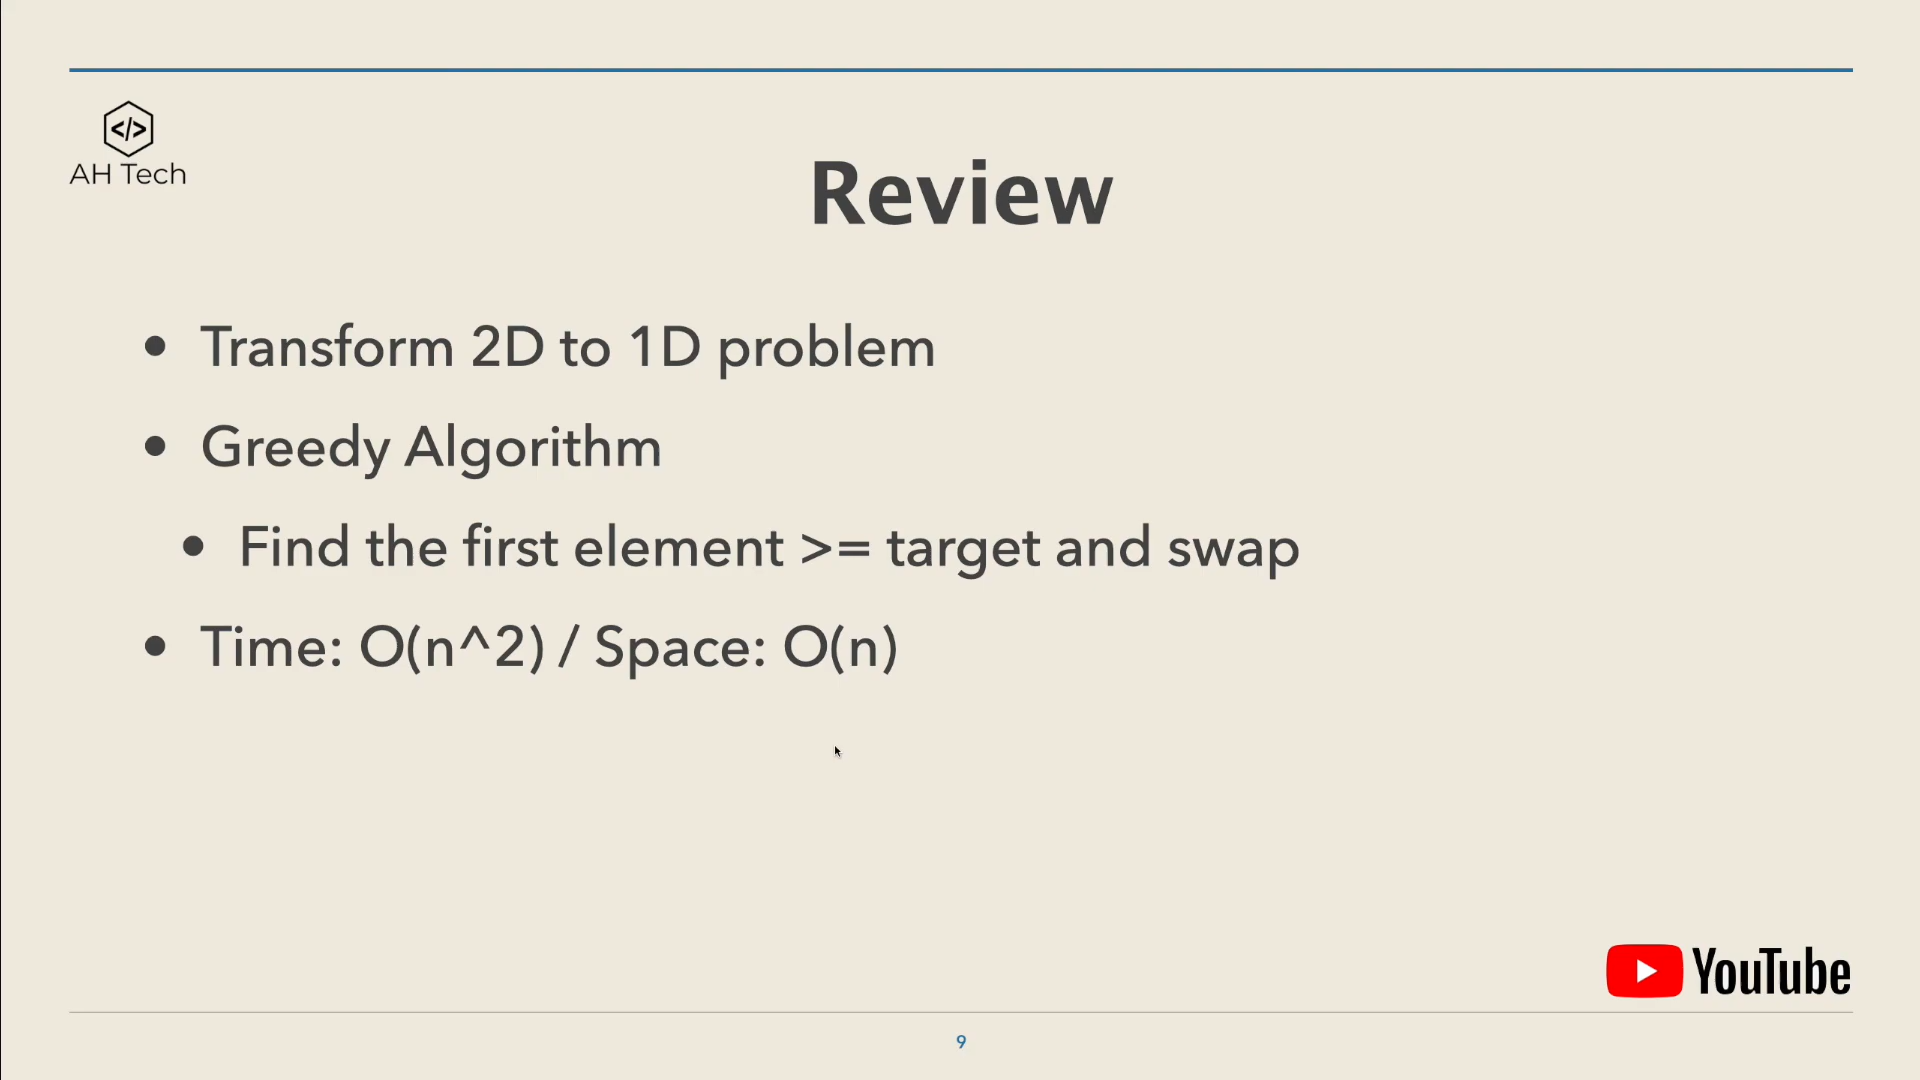 </>
AH Tech
Review
• Transform 2D to 1D problem
• Greedy Algorithm
• Find the first element >= target and swap
• Time: O(n^2) / Space: O(n)
YouTube
9